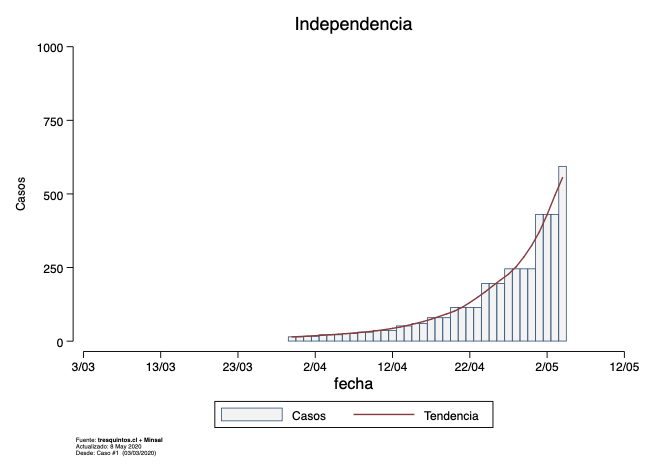 Independencia
1000
750
500
250
0
Casos
3/03 13/03 23/03 2/04 12/04 22/04 2/05 12/05
fecha
Casos Tendencia
Fuente: tresquintos.cl + Minsal
Actualizado: 8 May 2020
Desde: Caso #1 (03/03/2020)